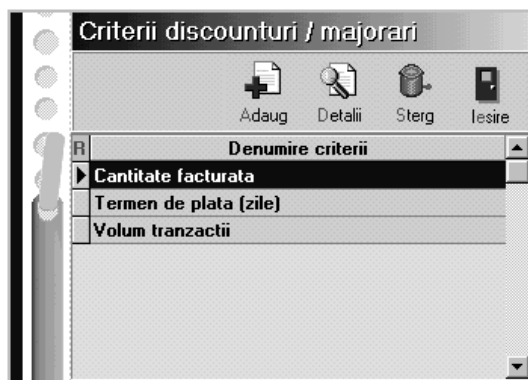 Criterii discounturi / majorari
Adaug Detalii Sterg Iesire
R Denumire criterii
Cantitate facturata
Termen de plata (zile)
Volum tranzactii